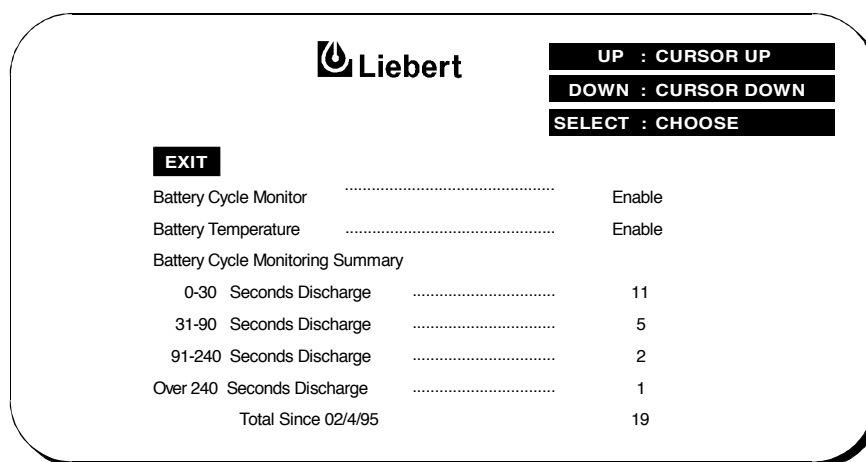 Liebert
UP : CURSOR UP
DOWN : CURSOR DOWN
SELECT : CHOOSE
EXIT
Battery Cycle Monitor ................................................ Enable
Battery Temperature ................................................ Enable
Battery Cycle Monitoring Summary
0-30 Seconds Discharge ................................ 11
31-90 Seconds Discharge ................................ 5
91-240 Seconds Discharge ................................ 2
Over 240 Seconds Discharge ................................ 1
Total Since 02/4/95 19